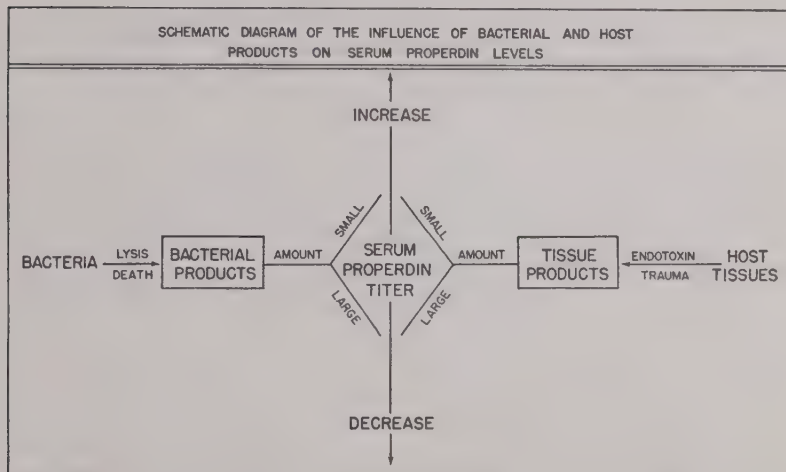 SCHEMATIC DIAGRAM OF THE INFLUENCE OF BACTERIAL AND HOST
PRODUCTS ON SERUM PROPERDIN LEVELS
INCREASE
SMALL
SMALL
BACTERIA
LYSIS
DEATH
BACTERIAL
PRODUCTS
AMOUNT
SERUM
PROPERDIN
TITER
AMOUNT
TISSUE
PRODUCTS
ENDOTOXIN
TRAUMA
HOST
TISSUES
LARGE
LARGE
DECREASE